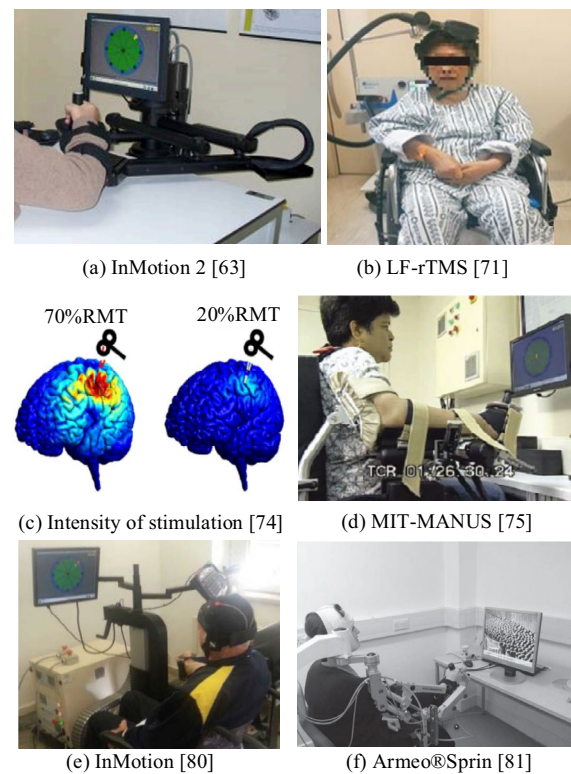 (a) InMotion 2 [63]
(b) LF-rTMS [71]
70%RMT
20%RMT
(c) Intensity of stimulation [74]
TCR 01:26:30.24
(d) MIT-MANUS [75]
(e) InMotion [80]
(f) Armeo®Sprin [81]